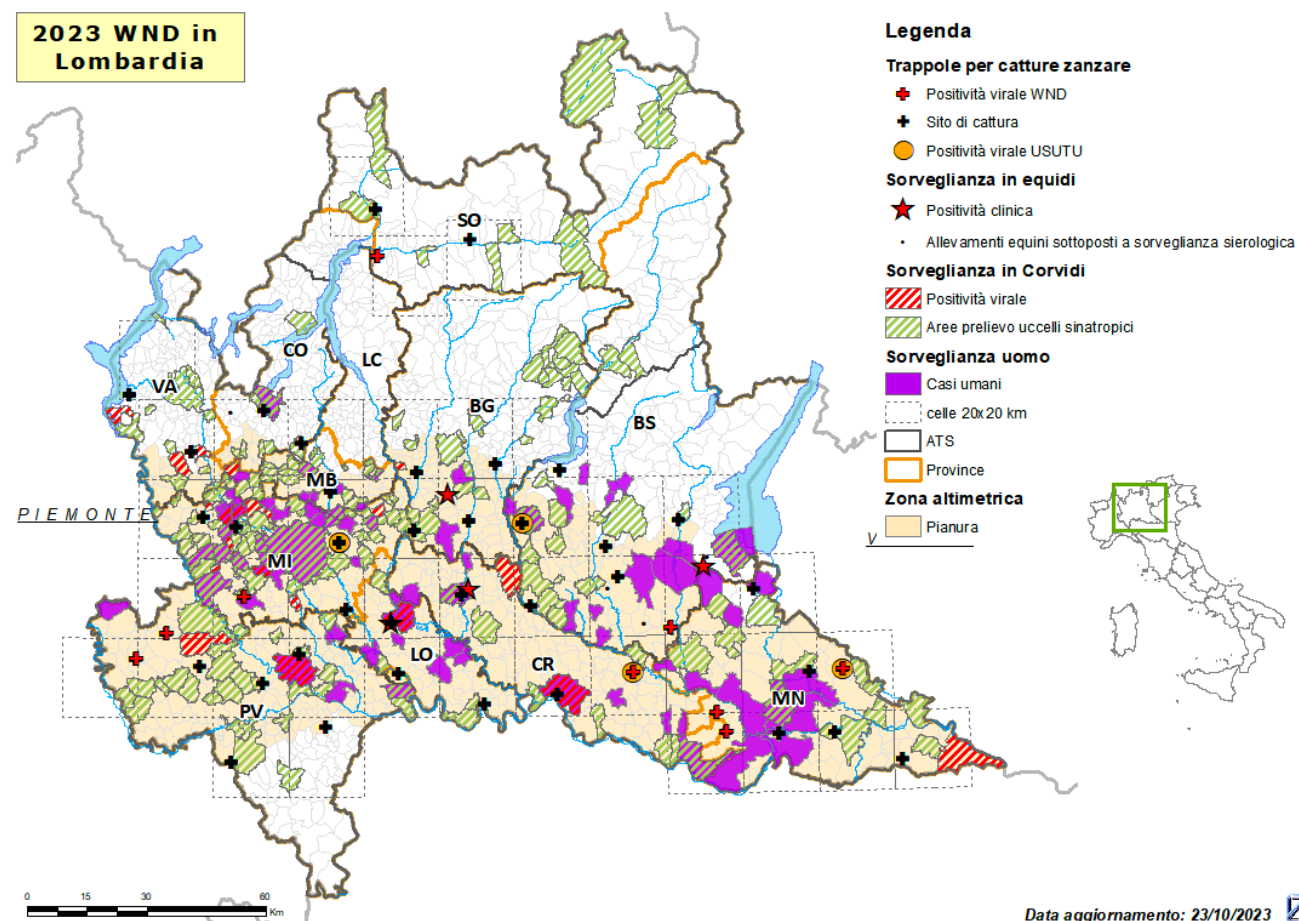 2023 WND in
Lombardia
Legenda
Trappole per catture zanzare
Positività virale WND
Sito di cattura
Positività virale USUTU
Sorveglianza in equidi
Positività clinica
Allevamenti equini sottoposti a sorveglianza sierologica
Sorveglianza in Corvidi
Positività virale
Aree prelievo uccelli sinatropici
Sorveglianza uomo
Casi umani
celle 20x20 km
ATS
Province
Zona altimetrica
Pianura
SO
CO
LC
VA
BG
BS
MB
PIEMONTE
V
MI
LO
CR
MN
PV
0 15 30 60
Km
Data aggiornamento: 23/10/2023